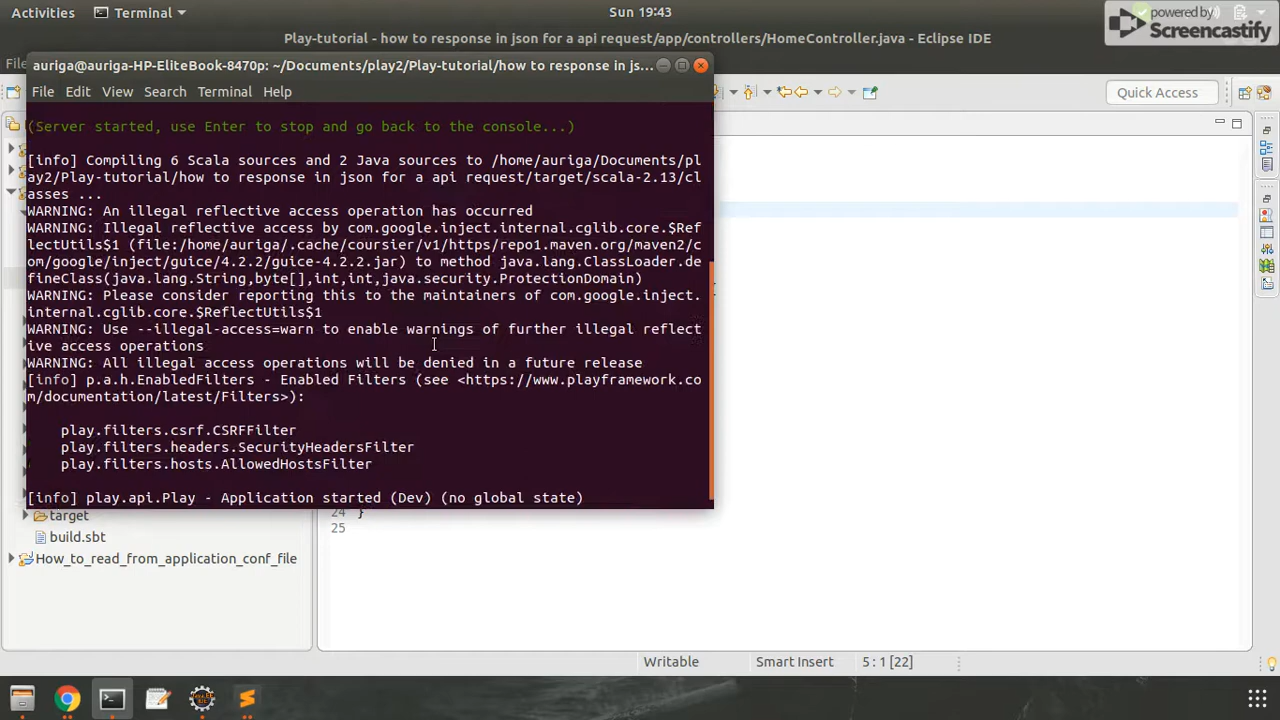 Activities
Terminal
Sun 19:43
powered by
Screencastify
Play-tutorial - how to response in json for a api request/app/controllers/HomeController.java - Eclipse IDE
auriga@auriga-HP-EliteBook-8470p: ~/Documents/play2/Play-tutorial/how to response in js...
File Edit View Search Terminal Help
Quick Access
(Server started, use Enter to stop and go back to the console...)
[info] Compiling 6 Scala sources and 2 Java sources to /home/auriga/Documents/pl
ay2/Play-tutorial/how to response in json for a api request/target/scala-2.13/cl
asses ...
WARNING: An illegal reflective access operation has occurred
WARNING: Illegal reflective access by com.google.inject.internal.cglib.core.$Ref
lectUtils$1 (file:/home/auriga/.cache/coursier/v1/https/repo1.maven.org/maven2/c
om/google/inject/guice/4.2.2/guice-4.2.2.jar) to method java.lang.ClassLoader.de
fineClass(java.lang.String,byte[],int,int,java.security.ProtectionDomain)
WARNING: Please consider reporting this to the maintainers of com.google.inject.
internal.cglib.core.$ReflectUtils$1
WARNING: Use --illegal-access=warn to enable warnings of further illegal reflect
ive access operations
WARNING: All illegal access operations will be denied in a future release
[info] p.a.h.EnabledFilters - Enabled Filters (see <https://www.playframework.co
m/documentation/latest/Filters>):
play.filters.csrf.CSRFFilter
play.filters.headers.SecurityHeadersFilter
play.filters.hosts.AllowedHostsFilter
[info] play.api.Play - Application started (Dev) (no global state)
24 }
25
target
build.sbt
How_to_read_from_application_conf_file
Writable
Smart Insert
5 : 1 [22]